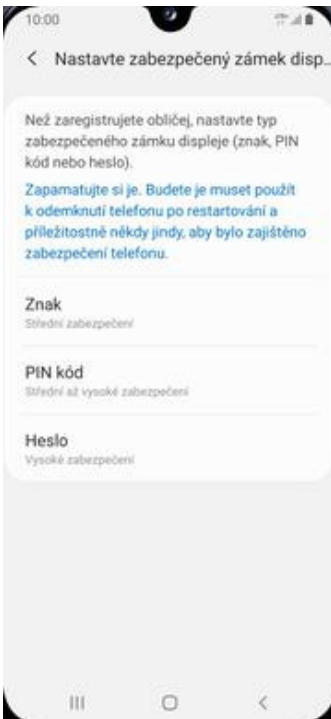 10:00
Nastavte zabezpečený zámek disp..
Než zaregistrujete obličej, nastavte typ
zabezpečeného zámku displeje (znak, PIN
kód nebo heslo).
Zapamatujte si je. Budete je muset použít
k odemknutí telefonu po restartování a
příležitostně někdy jindy, aby bylo zajištěno
zabezpečení telefonu.
Znak
Střední zabezpečení
PIN kód
Střední až vysoké zabezpečení
Heslo
Vysoké zabezpečení